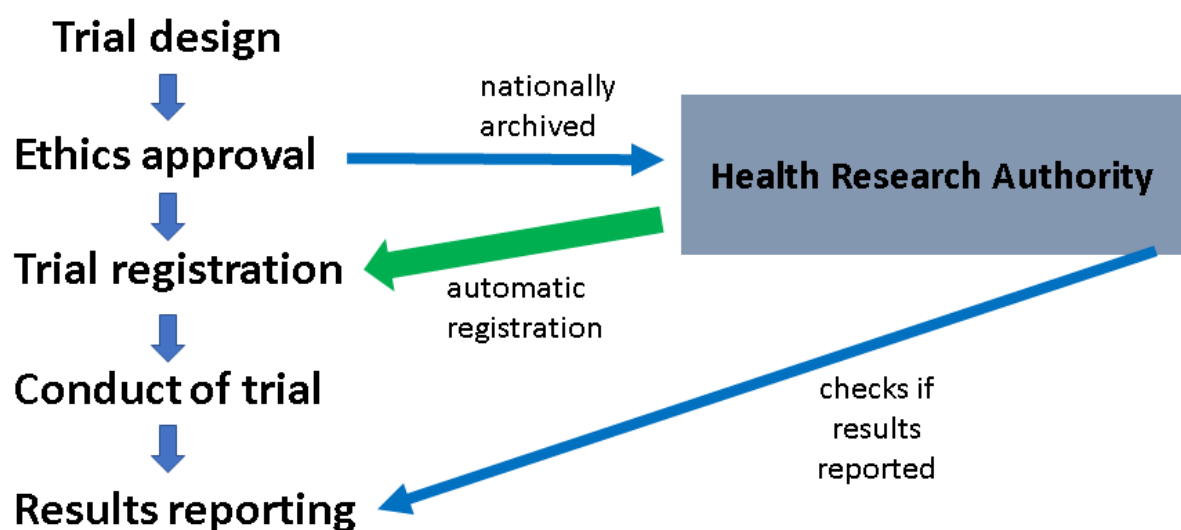 Trial design
nationally
archived
Ethics approval
Health Research Authority
Trial registration
automatic
registration
Conduct of trial
checks if
results
reported
Results reporting